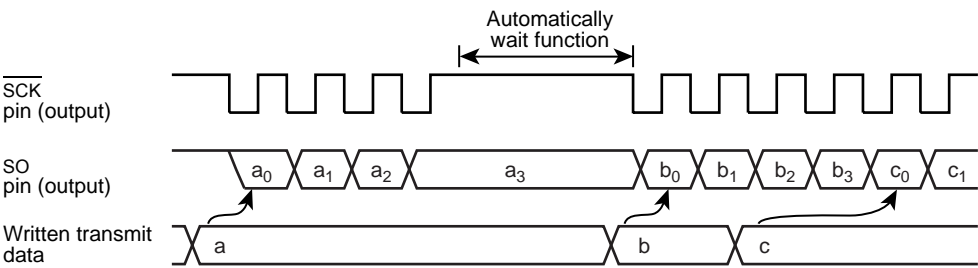 Automatically
wait function
SCK
pin (output)
SO
pin (output)
a0 a1 a2 a3 b0 b1 b2 b3 c0 c1
Written transmit
data
a b c